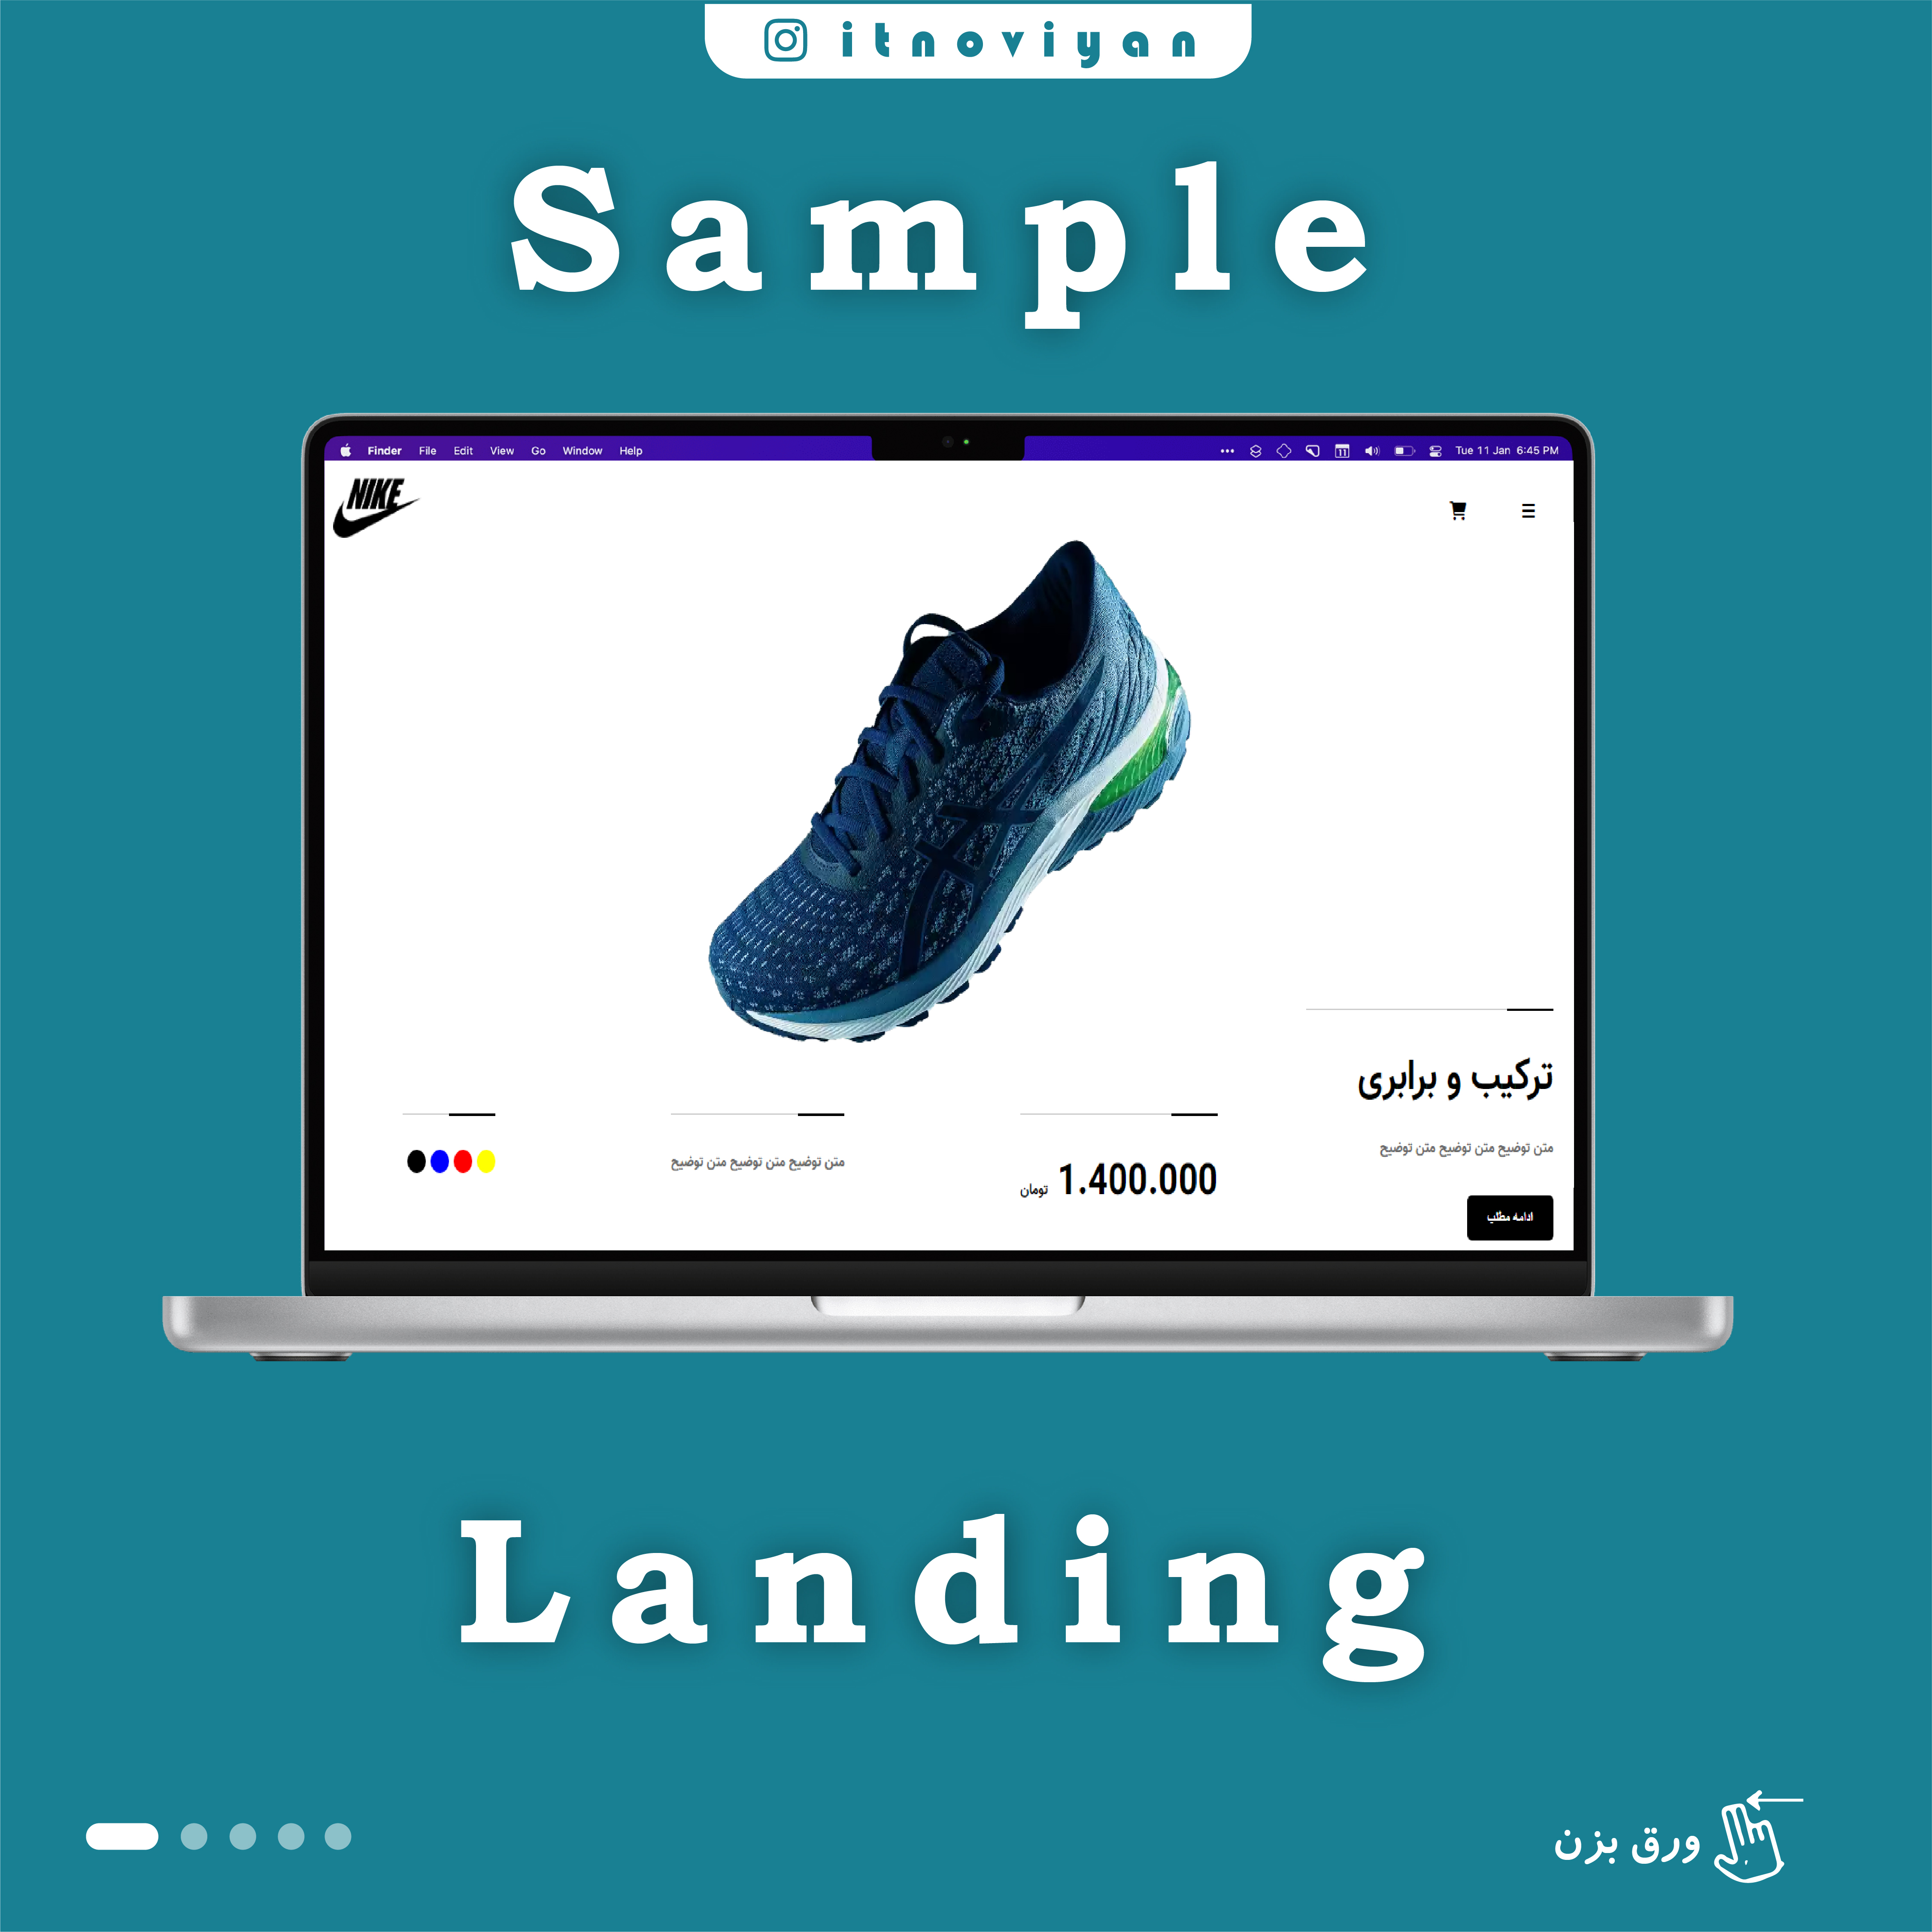 itnoviyan
Sample
Finder File Edit View Go Window Help
11
Tue 11 Jan 6:45 PM
NIKE
ترکیب و برابری
متن توضیح متن توضیح متن توضیح
ادامه مطلب
1.400.000 تومان
متن توضیح متن توضیح متن توضیح
Landing
ورق بزن